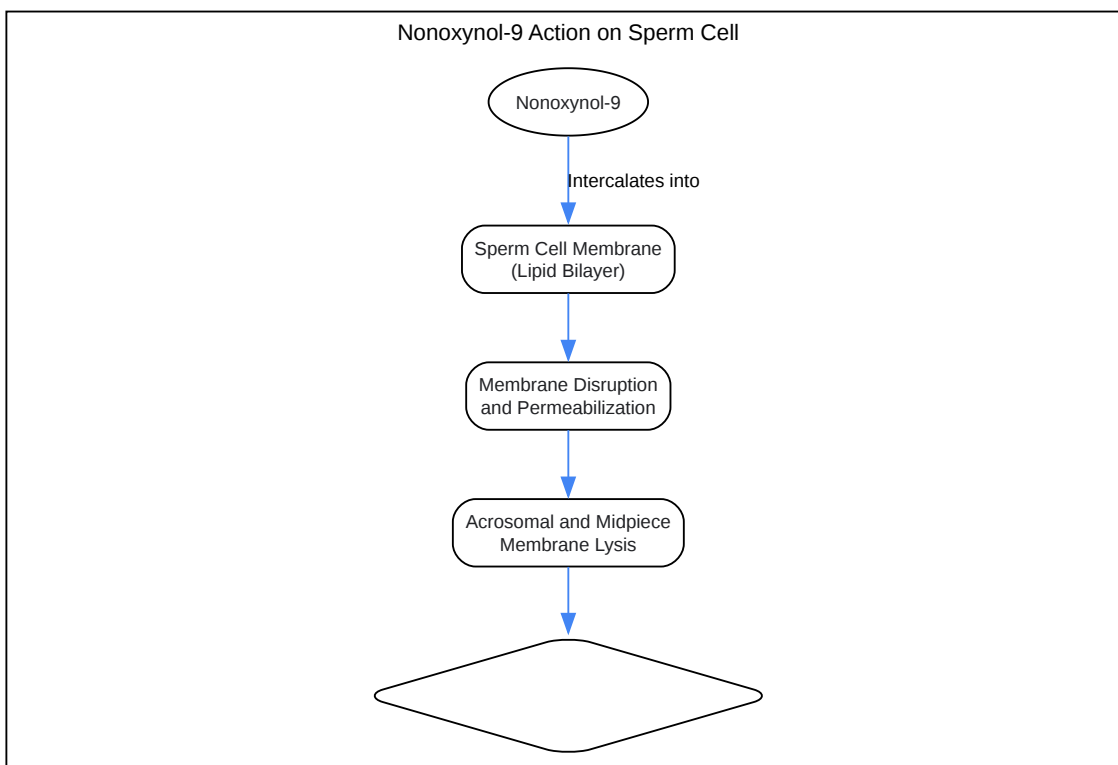 Nonoxynol-9 Action on Sperm Cell
Nonoxynol-9
Intercalates into
Sperm Cell Membrane
(Lipid Bilayer)
Membrane Disruption
and Permeabilization
Acrosomal and Midpiece
Membrane Lysis